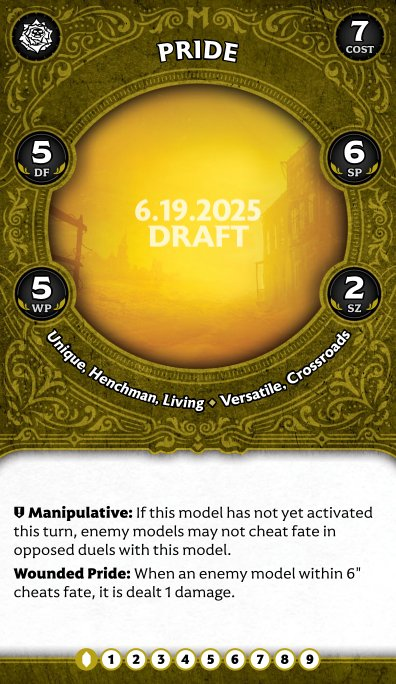 PRIDE
7
COST
5
DF
6
SP
6.19.2025
DRAFT
5
WP
2
SZ
Unique, Henchman, Living • Versatile, Crossroads
Manipulative: If this model has not yet activated
this turn, enemy models may not cheat fate in
opposed duels with this model.
Wounded Pride: When an enemy model within 6"
cheats fate, it is dealt 1 damage.
1 2 3 4 5 6 7 8 9